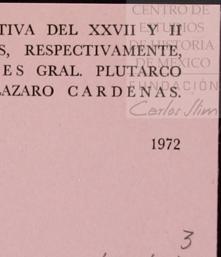 CENTRO DE
ESTUDIOS
DE HISTORIA
DE MEXICO
FUNDACIÓN
Carlos Slim
TIVA DEL XXVII Y II
S, RESPECTIVAMENTE,
ES GRAL. PLUTARCO
LAZARO CARDENAS.
1972
3